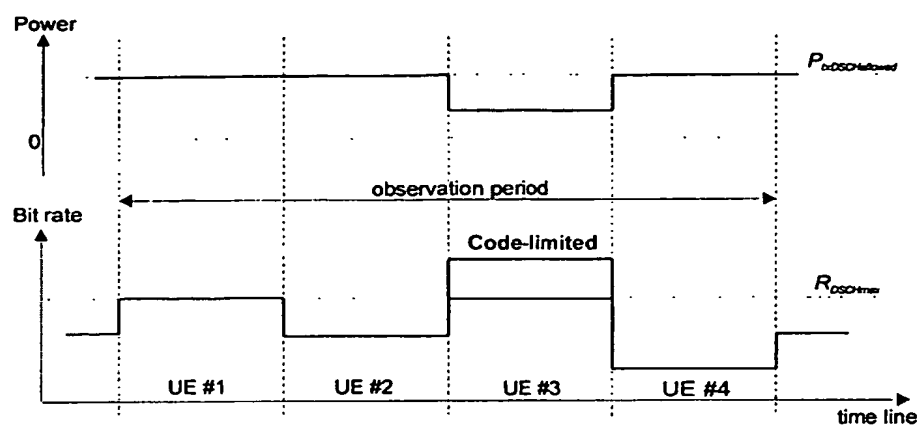 Power
P_txDSCHallowed
0
observation period
Bit rate
Code-limited
R_DSCHmax
UE #1 UE #2 UE #3 UE #4
time line